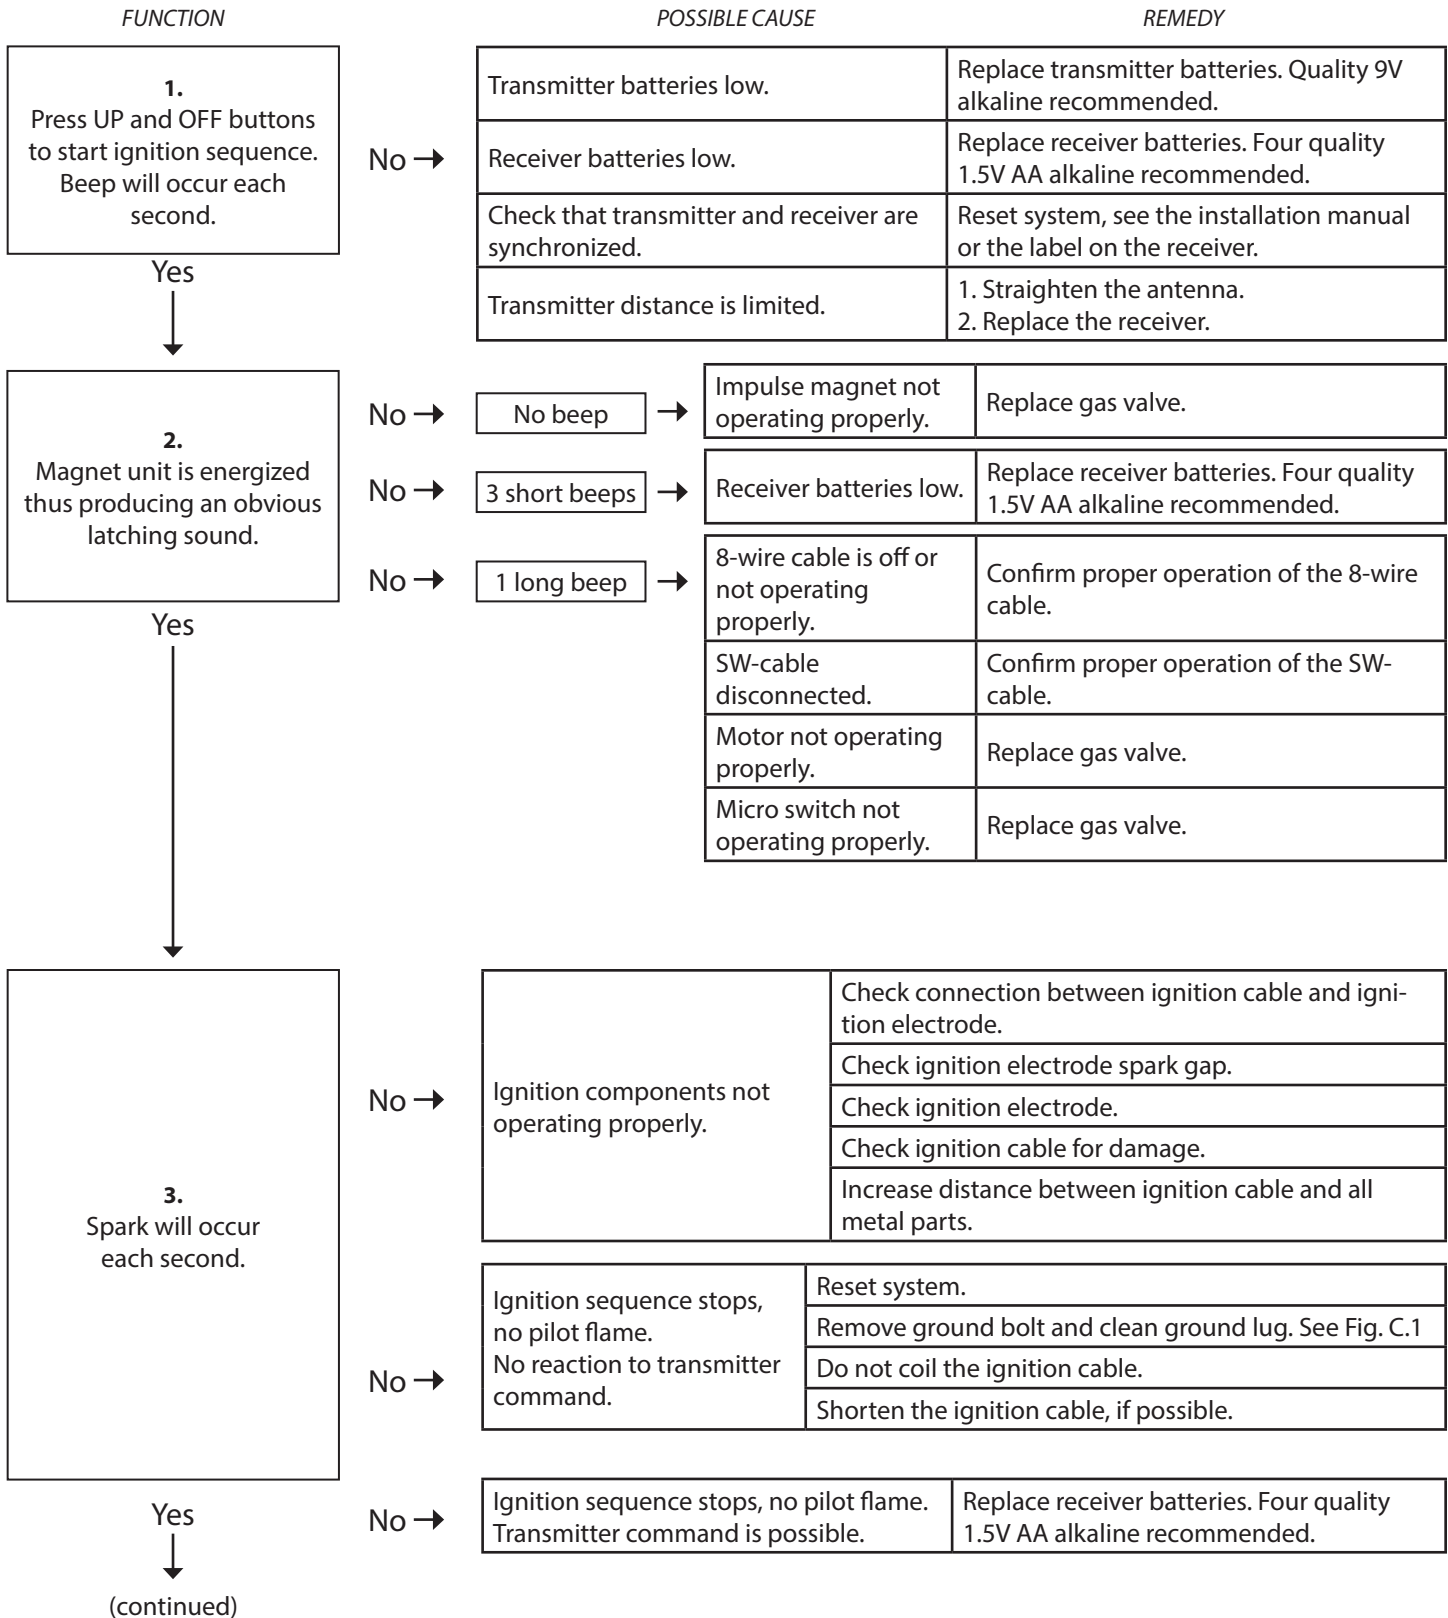 FUNCTION
POSSIBLE CAUSE
REMEDY
1.
Press UP and OFF buttons
to start ignition sequence.
Beep will occur each
second.
No →
Transmitter batteries low.
Replace transmitter batteries. Quality 9V
alkaline recommended.
Receiver batteries low.
Replace receiver batteries. Four quality
1.5V AA alkaline recommended.
Check that transmitter and receiver are
synchronized.
Reset system, see the installation manual
or the label on the receiver.
Transmitter distance is limited.
1. Straighten the antenna.
2. Replace the receiver.
Yes
2.
Magnet unit is energized
thus producing an obvious
latching sound.
No →
No beep →
Impulse magnet not
operating properly.
Replace gas valve.
No →
3 short beeps →
Receiver batteries low.
Replace receiver batteries. Four quality
1.5V AA alkaline recommended.
No →
1 long beep →
8-wire cable is off or
not operating
properly.
Confirm proper operation of the 8-wire
cable.
SW-cable
disconnected.
Confirm proper operation of the SW-
cable.
Motor not operating
properly.
Replace gas valve.
Micro switch not
operating properly.
Replace gas valve.
Yes
3.
Spark will occur
each second.
No →
Ignition components not
operating properly.
Check connection between ignition cable and igni-
tion electrode.
Check ignition electrode spark gap.
Check ignition electrode.
Check ignition cable for damage.
Increase distance between ignition cable and all
metal parts.
No →
Ignition sequence stops,
no pilot flame.
No reaction to transmitter
command.
Reset system.
Remove ground bolt and clean ground lug. See Fig. C.1
Do not coil the ignition cable.
Shorten the ignition cable, if possible.
No →
Ignition sequence stops, no pilot flame.
Transmitter command is possible.
Replace receiver batteries. Four quality
1.5V AA alkaline recommended.
Yes
(continued)